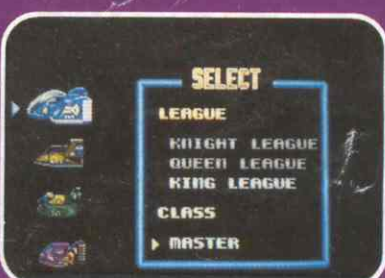 SELECT
LEAGUE
KNIGHT LEAGUE
QUEEN LEAGUE
KING LEAGUE
CLASS
MASTER